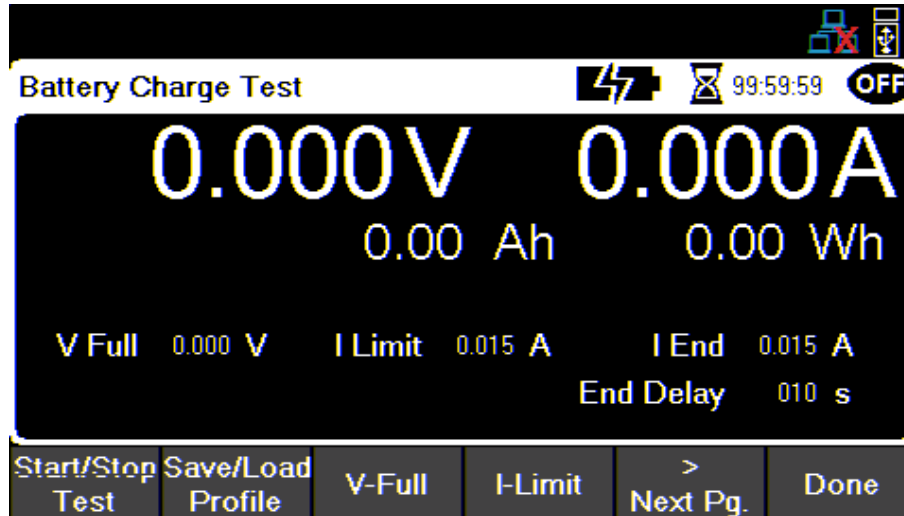 Battery Charge Test 99:59:59 OFF
0.000V 0.000A
0.00 Ah 0.00 Wh
V Full 0.000 V I Limit 0.015 A I End 0.015 A
End Delay 010 s
Start/Stop Save/Load V-Full I-Limit > Done
Test Profile Next Pg.